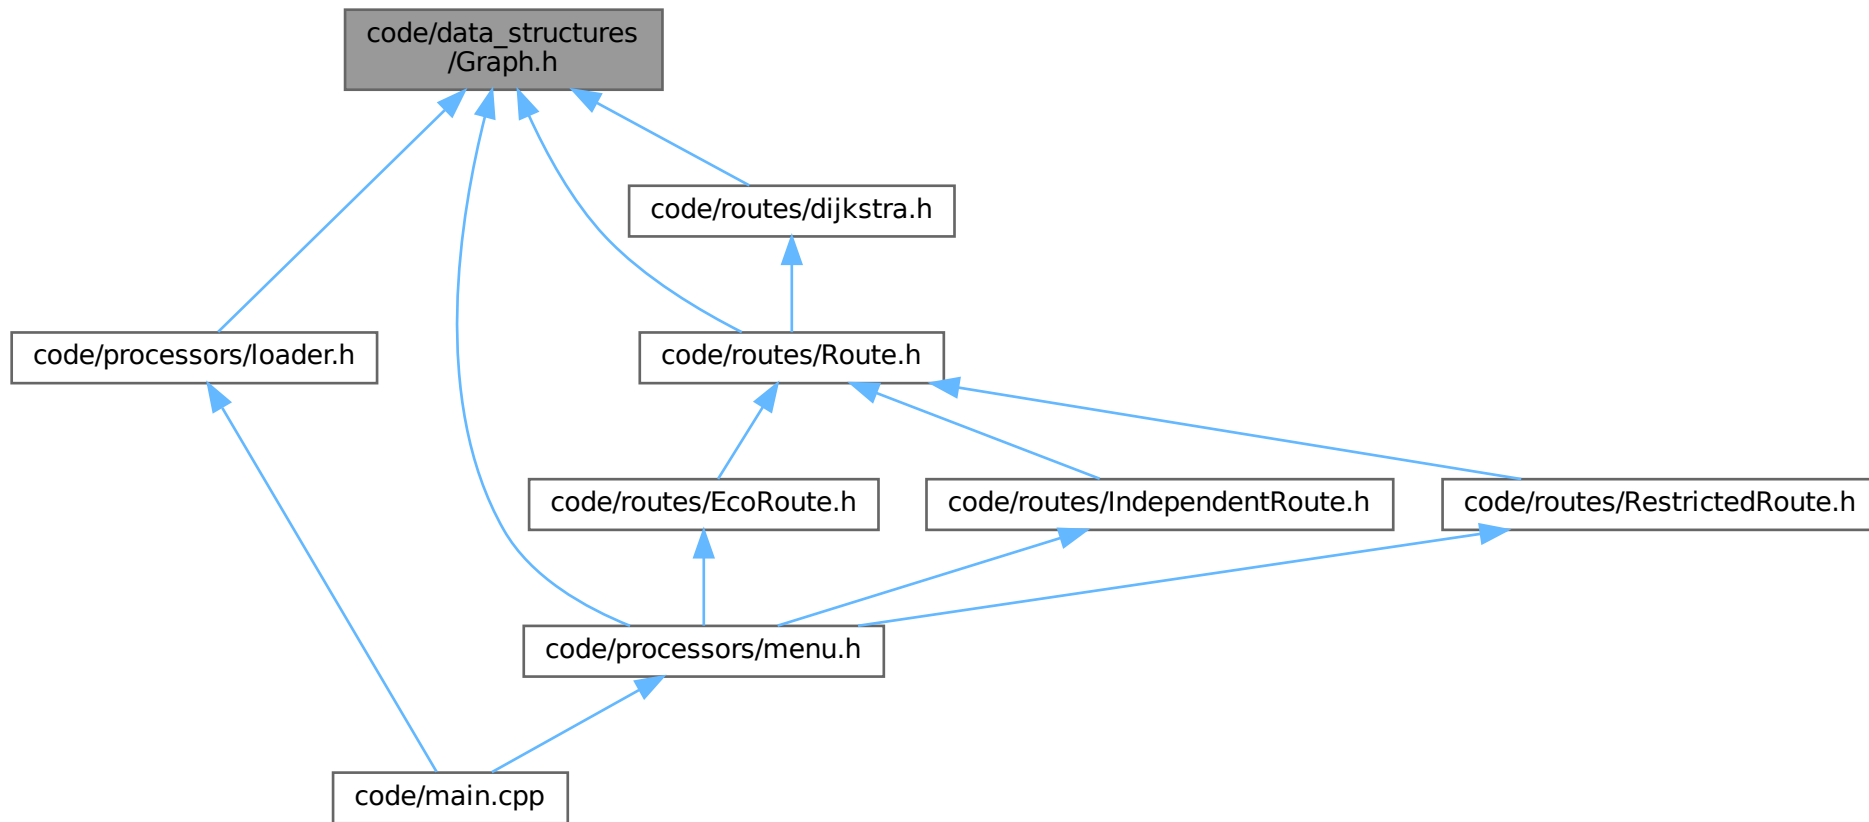 code/data_structures
/Graph.h
code/routes/dijkstra.h
code/processors/loader.h
code/routes/Route.h
code/routes/EcoRoute.h
code/routes/IndependentRoute.h
code/routes/RestrictedRoute.h
code/processors/menu.h
code/main.cpp